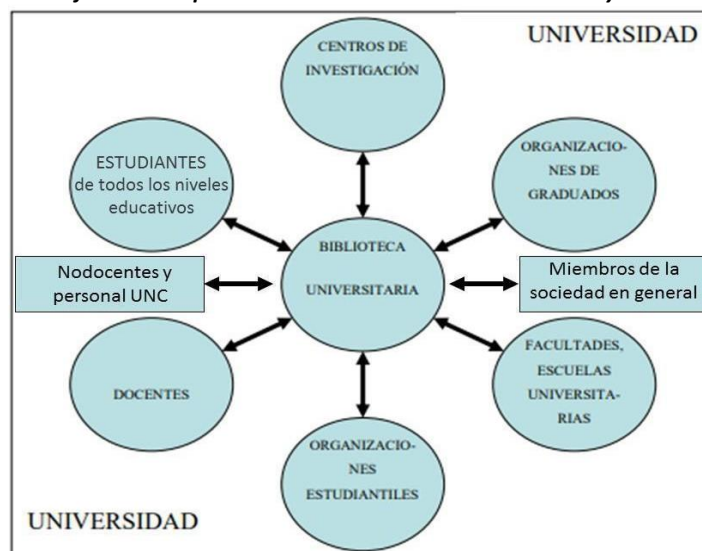 UNIVERSIDAD
CENTROS DE
INVESTIGACIÓN
ESTUDIANTES
de todos los niveles
educativos
ORGANIZACIO-
NES DE
GRADUADOS
BIBLIOTECA
UNIVERSITARIA
Nodocentes y
personal UNC
Miembros de la
sociedad en general
DOCENTES
FACULTADES,
ESCUELAS
UNIVERSITA-
RIAS
ORGANIZACIO-
NES
ESTUDIANTILES
UNIVERSIDAD